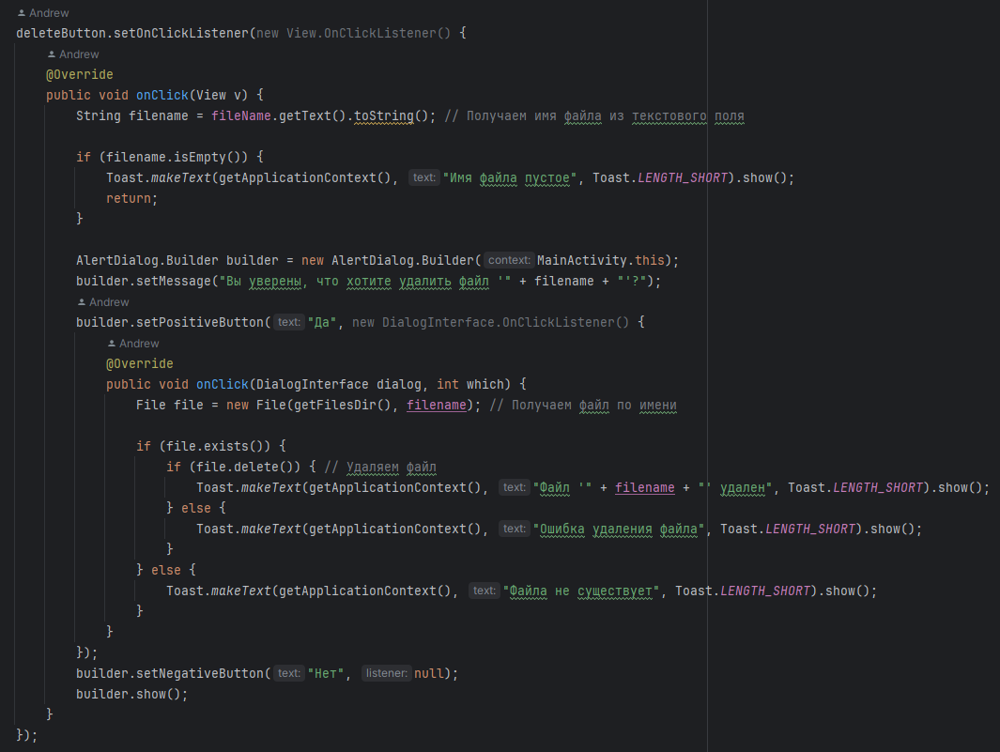 Andrew
deleteButton.setOnClickListener(new View.OnClickListener() {
Andrew
@Override
public void onClick(View v) {
String filename = fileName.getText().toString(); // Получаем имя файла из текстового поля
if (filename.isEmpty()) {
Toast.makeText(getApplicationContext(), text: "Имя файла пустое", Toast.LENGTH_SHORT).show();
return;
}
AlertDialog.Builder builder = new AlertDialog.Builder( context: MainActivity.this);
builder.setMessage("Вы уверены, что хотите удалить файл '" + filename + "'?");
Andrew
builder.setPositiveButton( text: "Да", new DialogInterface.OnClickListener() {
Andrew
@Override
public void onClick(DialogInterface dialog, int which) {
File file = new File(getFilesDir(), filename); // Получаем файл по имени
if (file.exists()) {
if (file.delete()) { // Удаляем файл
Toast.makeText(getApplicationContext(), text: "Файл '" + filename + "' удален", Toast.LENGTH_SHORT).show();
} else {
Toast.makeText(getApplicationContext(), text: "Ошибка удаления файла", Toast.LENGTH_SHORT).show();
}
} else {
Toast.makeText(getApplicationContext(), text: "Файла не существует", Toast.LENGTH_SHORT).show();
}
}
});
builder.setNegativeButton( text: "Нет", listener: null);
builder.show();
}
});